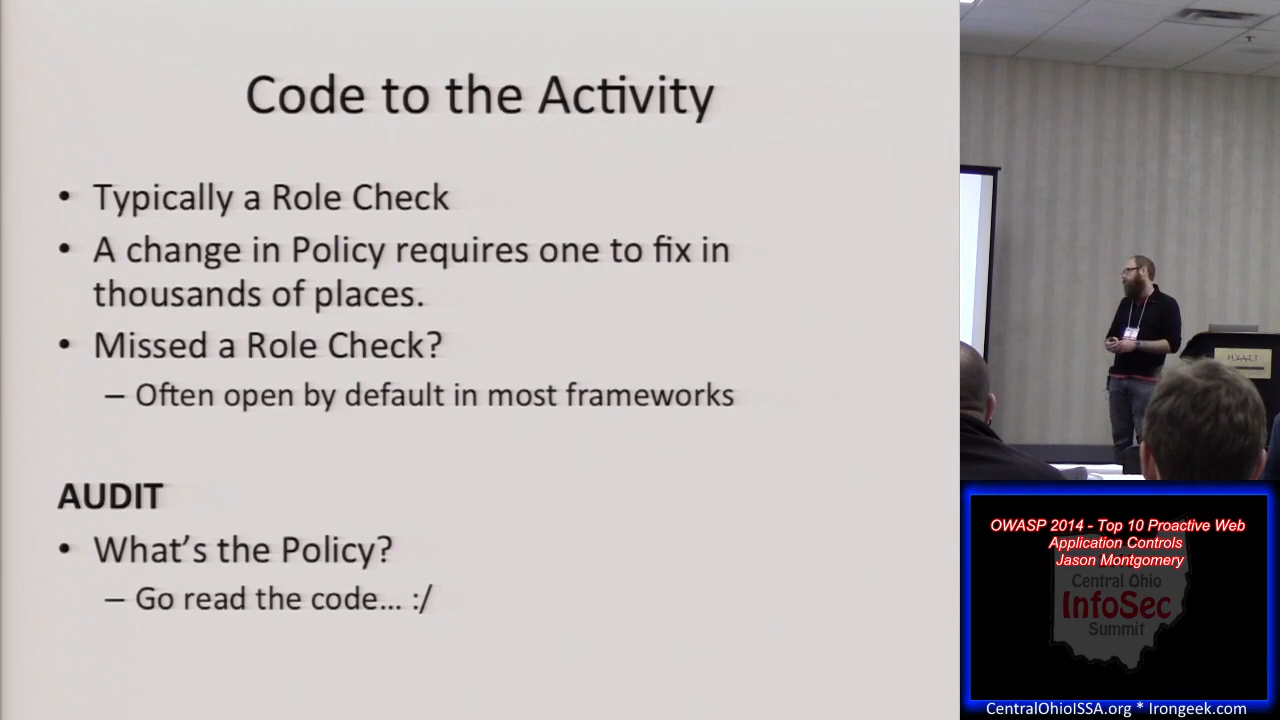 Code to the Activity
• Typically a Role Check
• A change in Policy requires one to fix in
thousands of places.
• Missed a Role Check?
– Often open by default in most frameworks
AUDIT
• What's the Policy?
– Go read the code... :/
HYATT
OWASP 2014 - Top 10 Proactive Web
Application Controls
Jason Montgomery
Central Ohio
InfoSec
Summit
CentralOhioISSA.org * Irongeek.com